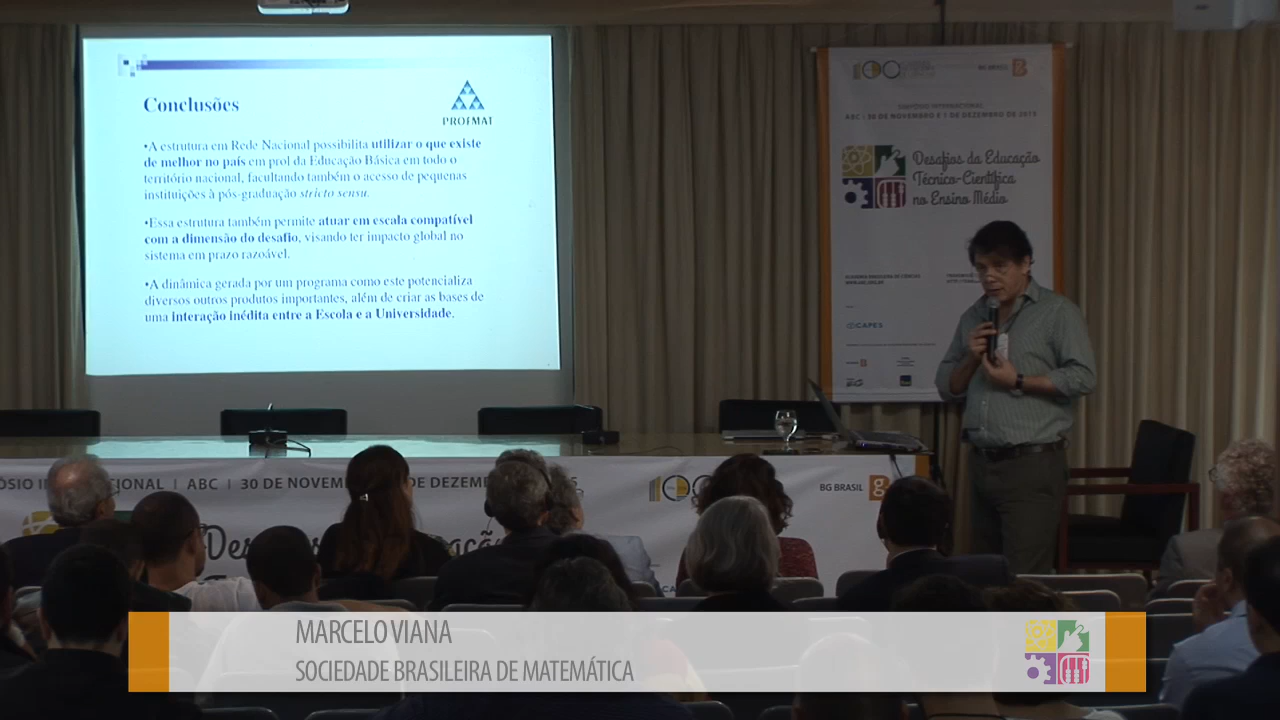 Conclusões
PROFMAT
•A estrutura em Rede Nacional possibilita utilizar o que existe
de melhor no país em prol da Educação Básica em todo o
território nacional, facultando também o acesso de pequenas
instituições à pós-graduação stricto sensu.
•Essa estrutura também permite atuar em escala compatível
com a dimensão do desafio, visando ter impacto global no
sistema em prazo razoável.
•A dinâmica gerada por um programa como este potencializa
diversos outros produtos importantes, além de criar as bases de
uma interação inédita entre a Escola e a Universidade.
100
BG BRASIL
SIMPÓSIO INTERNACIONAL
ABC | 30 DE NOVEMBRO E 1 DE DEZEMBRO DE 2015
Desafios da Educação
Técnico-Científica
no Ensino Médio
ACADEMIA BRASILEIRA DE CIÊNCIAS
CAPES
ABC | 30 DE
BG BRASIL
MARCELO VIANA
SOCIEDADE BRASILEIRA DE MATEMÁTICA